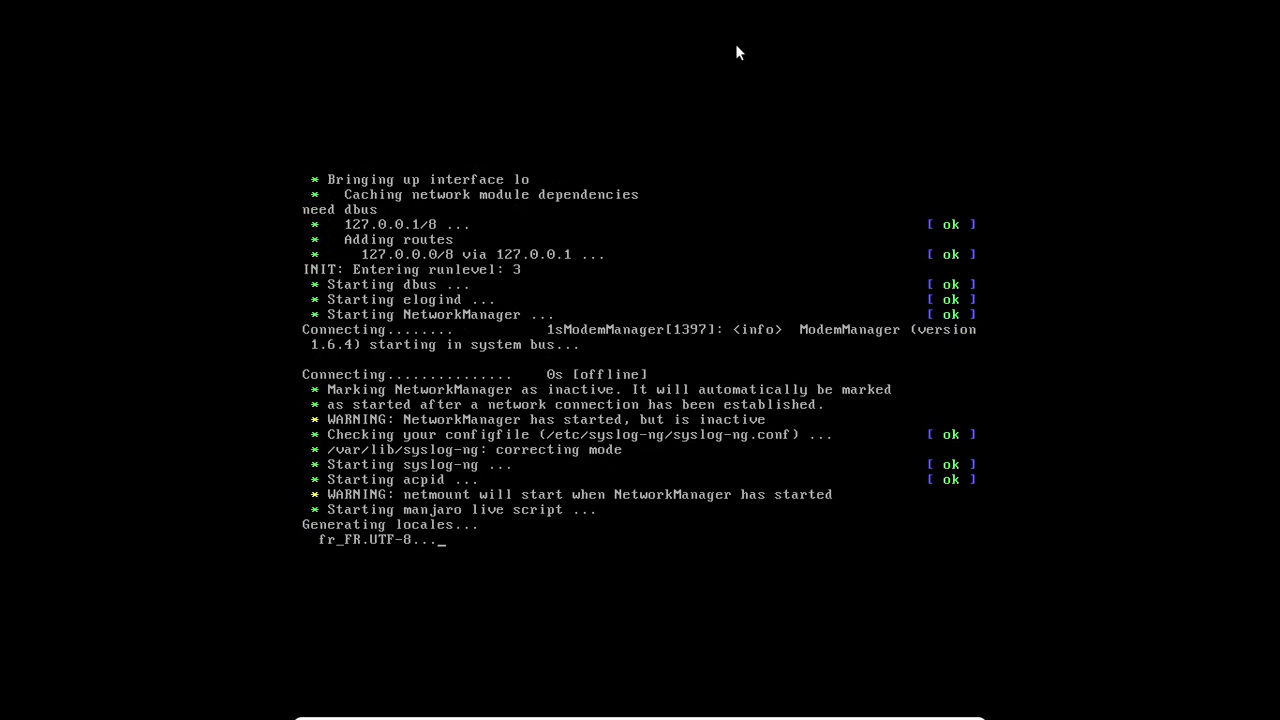 * Bringing up interface lo
*   Caching network module dependencies
need dbus
*   127.0.0.1/8 ... [ ok ]
*   Adding routes
*     127.0.0.0/8 via 127.0.0.1 ... [ ok ]
INIT: Entering runlevel: 3
* Starting dbus ... [ ok ]
* Starting elogind ... [ ok ]
* Starting NetworkManager ... [ ok ]
Connecting........ 1sModemManager[1397]: <info>  ModemManager (version
1.6.4) starting in system bus...
Connecting............... 0s [offline]
* Marking NetworkManager as inactive. It will automatically be marked
* as started after a network connection has been established.
* WARNING: NetworkManager has started, but is inactive
* Checking your configfile (/etc/syslog-ng/syslog-ng.conf) ... [ ok ]
* /var/lib/syslog-ng: correcting mode
* Starting syslog-ng ... [ ok ]
* Starting acpid ... [ ok ]
* WARNING: netmount will start when NetworkManager has started
* Starting manjaro live script ...
Generating locales...
fr_FR.UTF-8..._